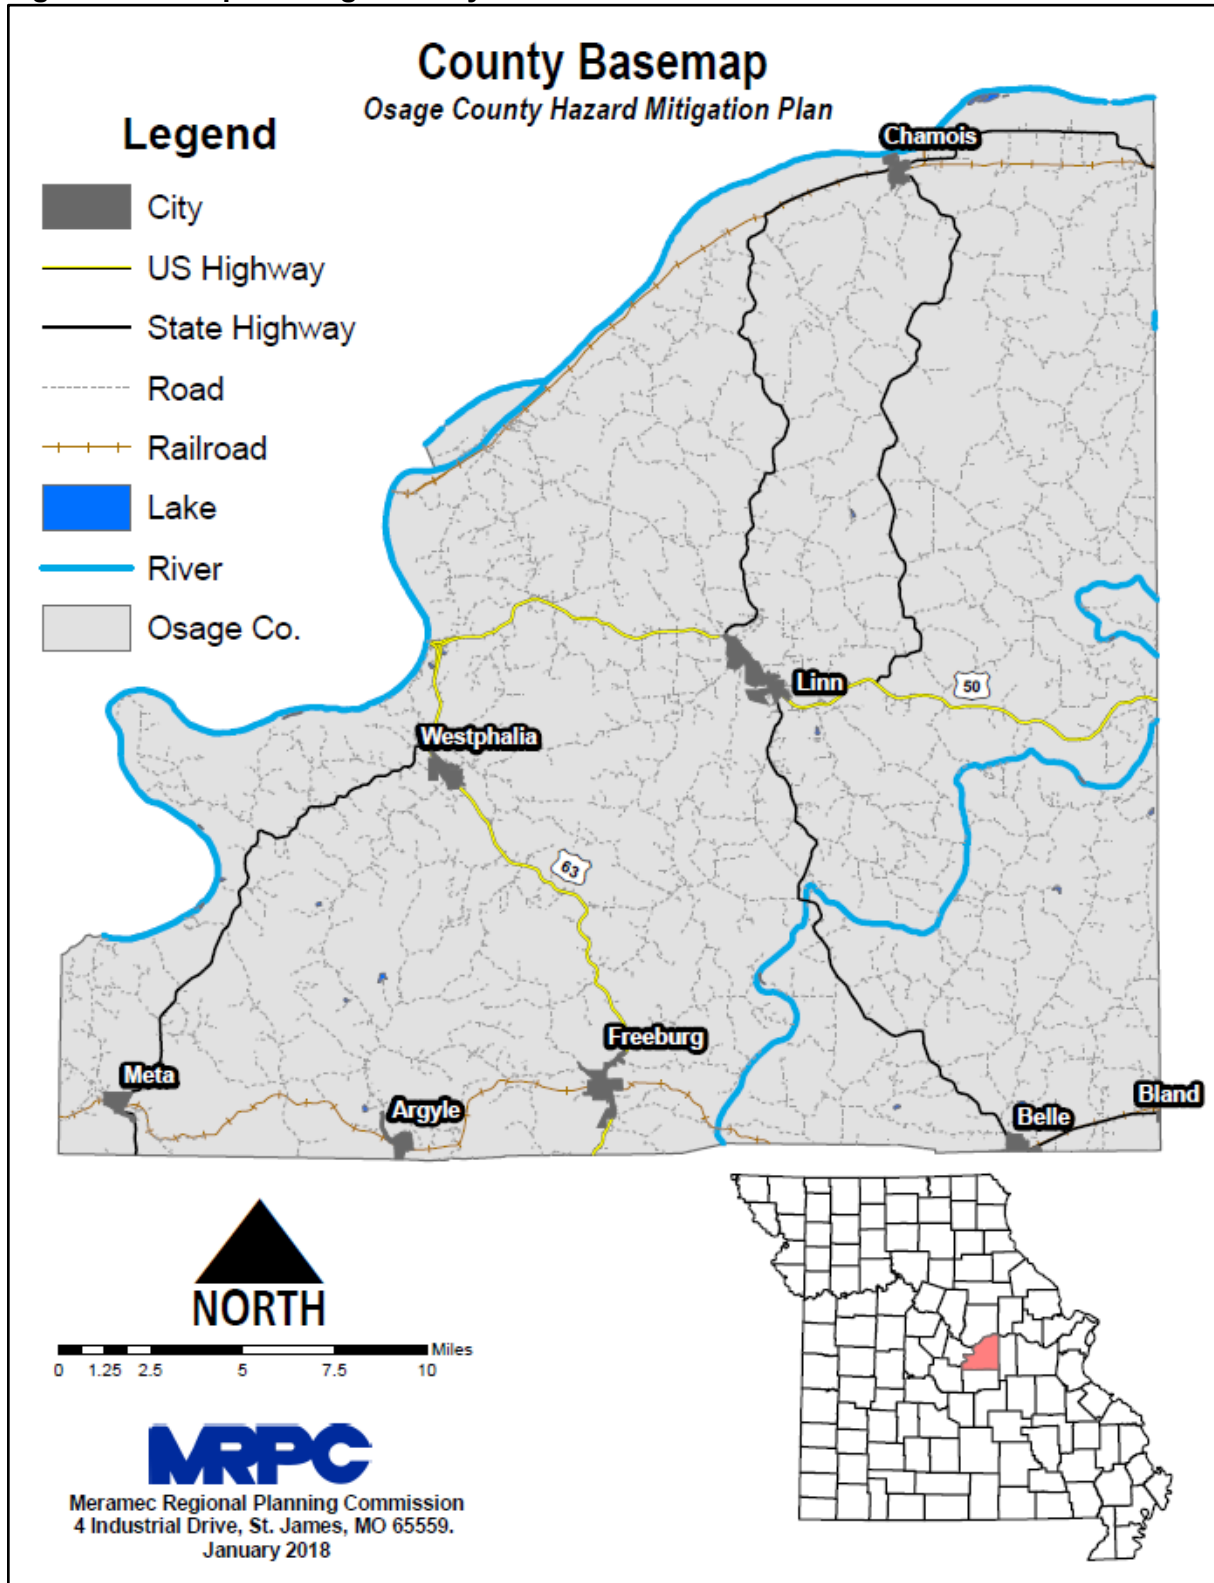 County Basemap
Osage County Hazard Mitigation Plan
Legend
City
US Highway
State Highway
Road
Railroad
Lake
River
Osage Co.
Chamois
Linn
50
Westphalia
63
Freeburg
Meta
Argyle
Belle
Bland
NORTH
Miles
0 1.25 2.5 5 7.5 10
MRPC
Meramec Regional Planning Commission
4 Industrial Drive, St. James, MO 65559.
January 2018